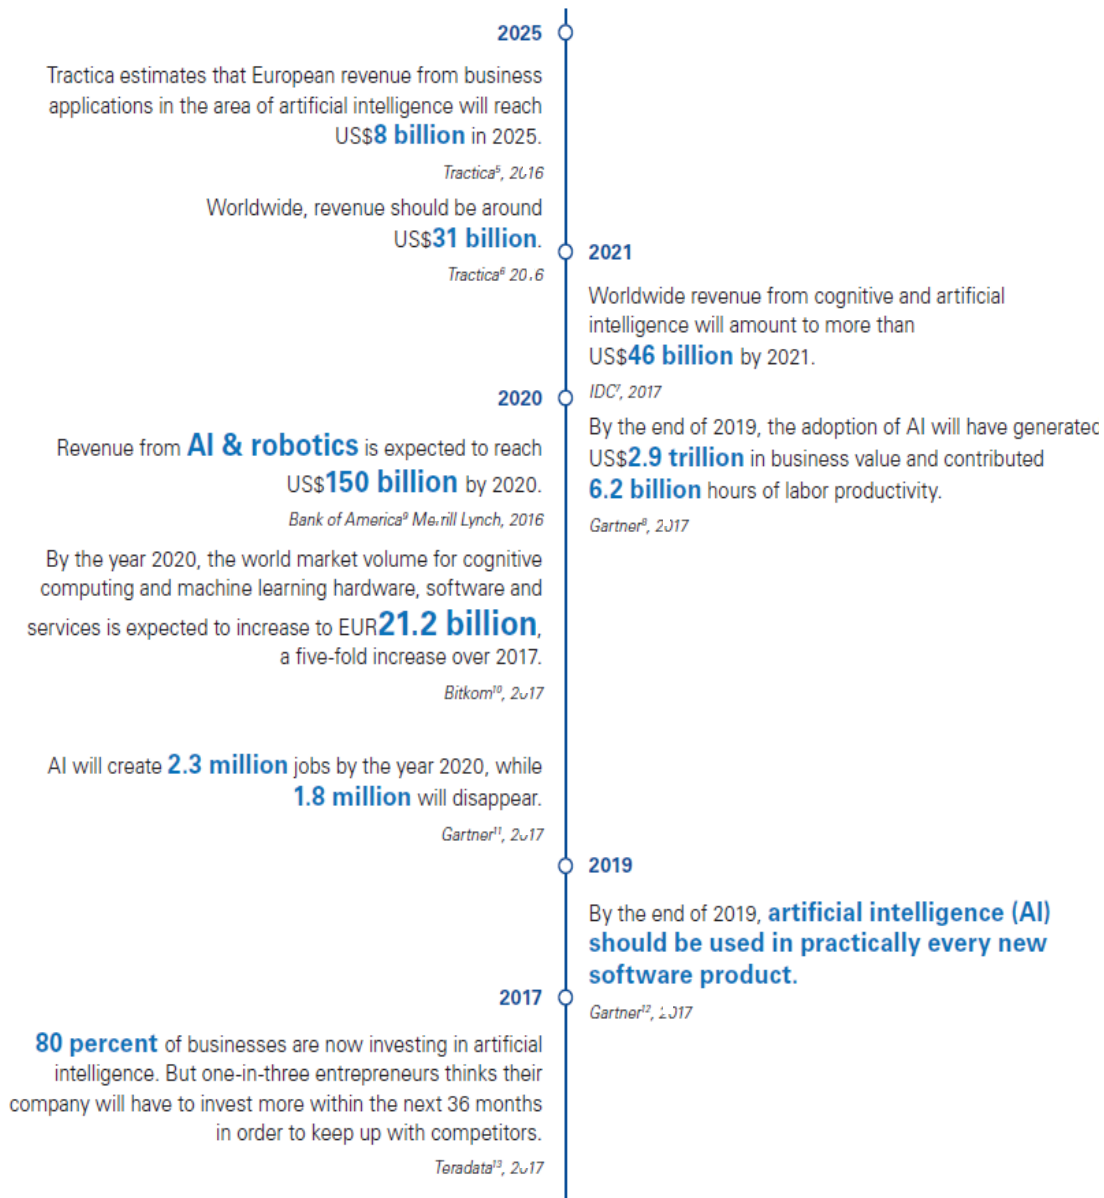 2025
Tractica estimates that European revenue from business
applications in the area of artificial intelligence will reach
US$8 billion in 2025.
Tractica⁵, 2016
Worldwide, revenue should be around
US$31 billion.
Tractica⁶ 2016
2021
Worldwide revenue from cognitive and artificial
intelligence will amount to more than
US$46 billion by 2021.
IDC⁷, 2017
By the end of 2019, the adoption of AI will have generated
US$2.9 trillion in business value and contributed
6.2 billion hours of labor productivity.
Gartner⁸, 2017
2020
Revenue from AI & robotics is expected to reach
US$150 billion by 2020.
Bank of America⁹ Merrill Lynch, 2016
By the year 2020, the world market volume for cognitive
computing and machine learning hardware, software and
services is expected to increase to EUR21.2 billion,
a five-fold increase over 2017.
Bitkom¹⁰, 2017
AI will create 2.3 million jobs by the year 2020, while
1.8 million will disappear.
Gartner¹¹, 2017
2019
By the end of 2019, artificial intelligence (AI)
should be used in practically every new
software product.
Gartner¹², 2017
2017
80 percent of businesses are now investing in artificial
intelligence. But one-in-three entrepreneurs thinks their
company will have to invest more within the next 36 months
in order to keep up with competitors.
Teradata¹³, 2017